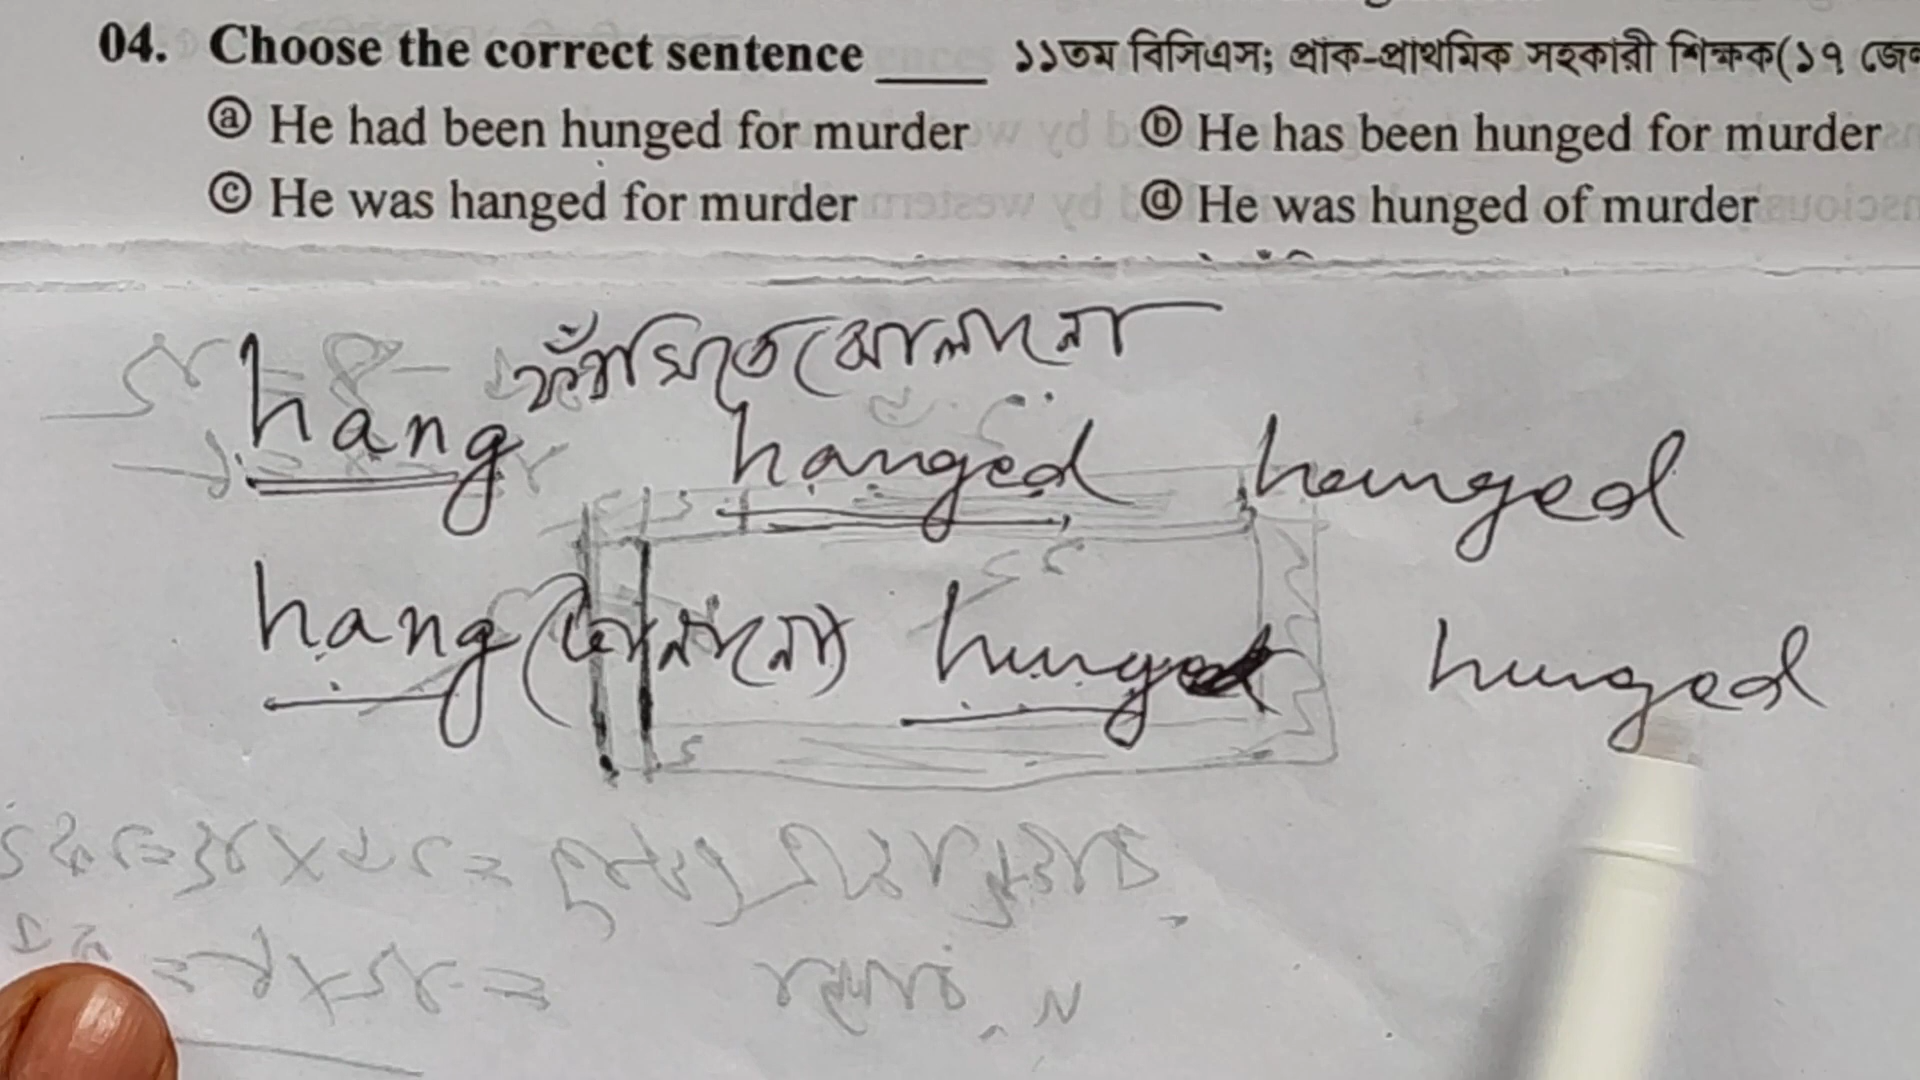 04. Choose the correct sentence ____ ১১তম বিসিএস; প্রাক-প্রাথমিক সহকারী শিক্ষক(১৭
ⓐ He had been hunged for murder ⓑ He has been hunged for murder
ⓒ He was hanged for murder ⓓ He was hunged of murder
ফাঁসিতে ঝোলানো
hang hanged hanged
hang (ঝোলানো) hung hunged